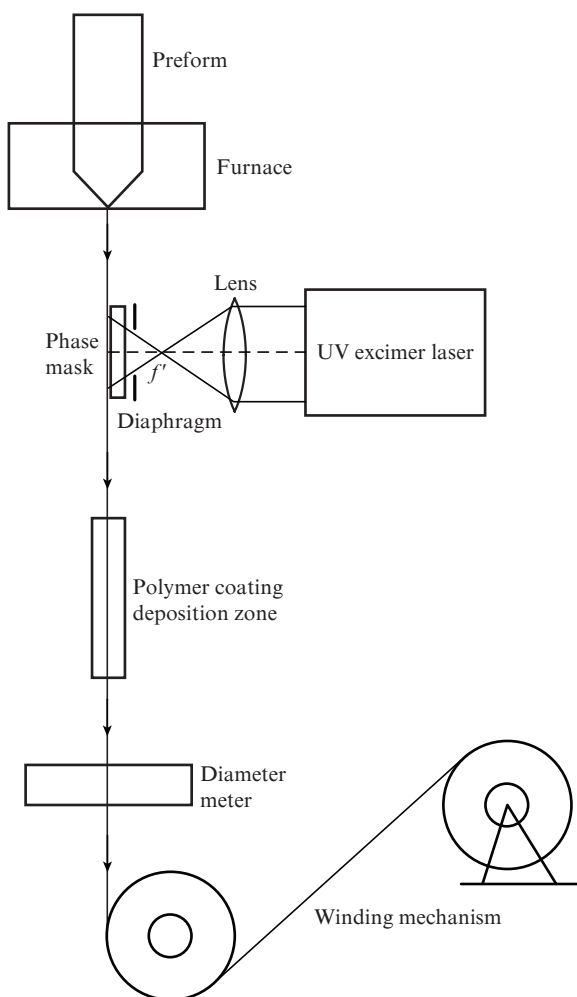 Preform
Furnace
Lens
Phase
mask
f'
UV excimer laser
Diaphragm
Polymer coating
deposition zone
Diameter
meter
Winding mechanism